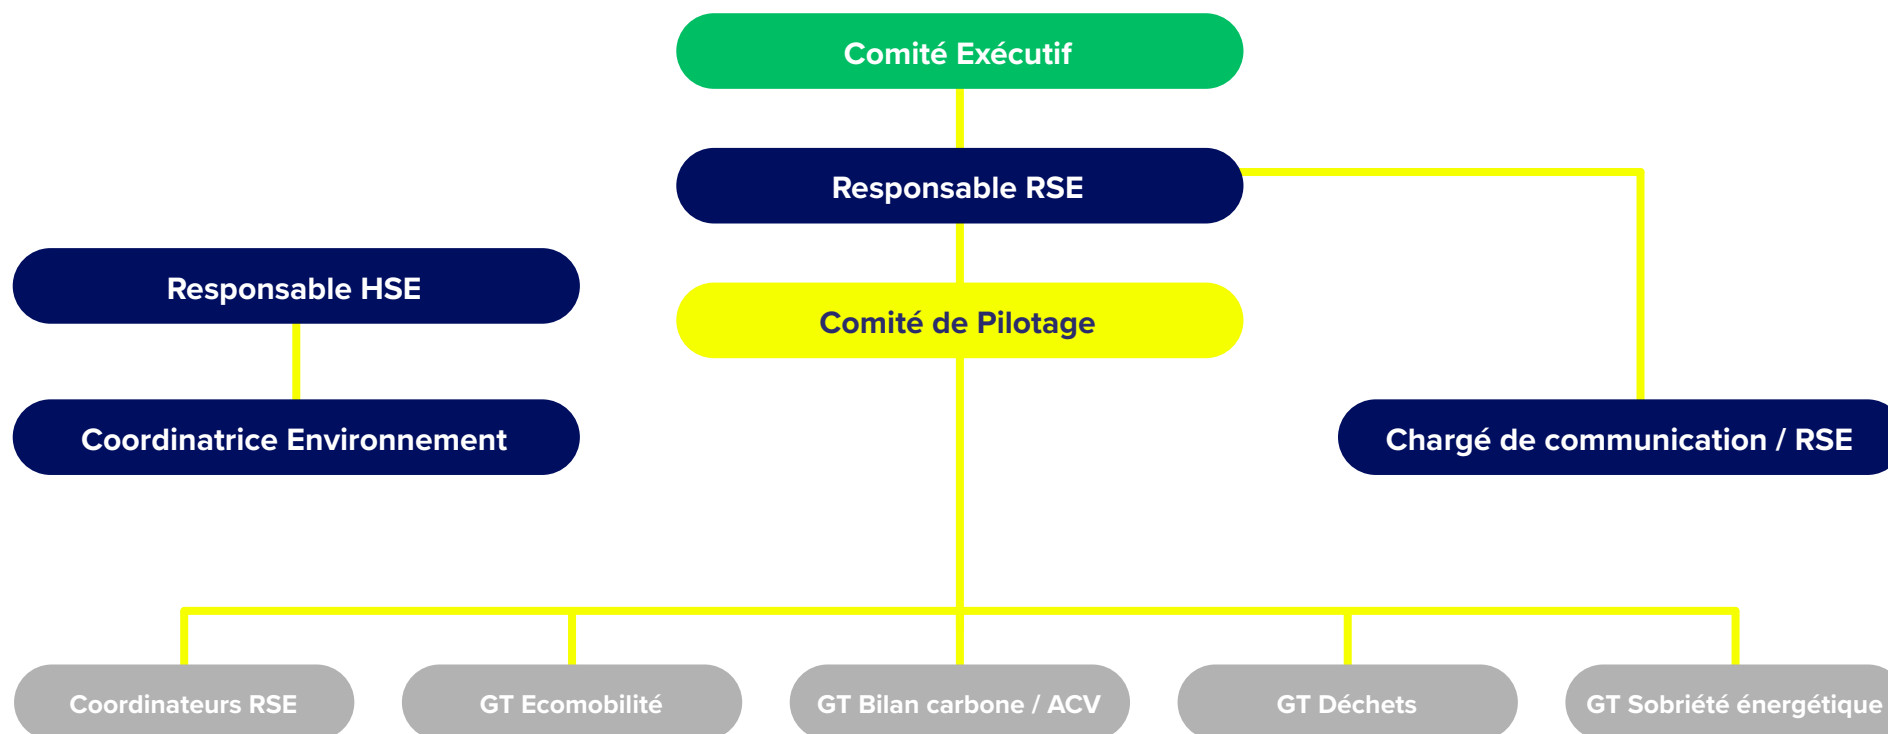 Comité Exécutif
Responsable RSE
Responsable HSE
Comité de Pilotage
Coordinatrice Environnement
Chargé de communication / RSE
Coordinateurs RSE
GT Ecomobilité
GT Bilan carbone / ACV
GT Déchets
GT Sobriété énergétique